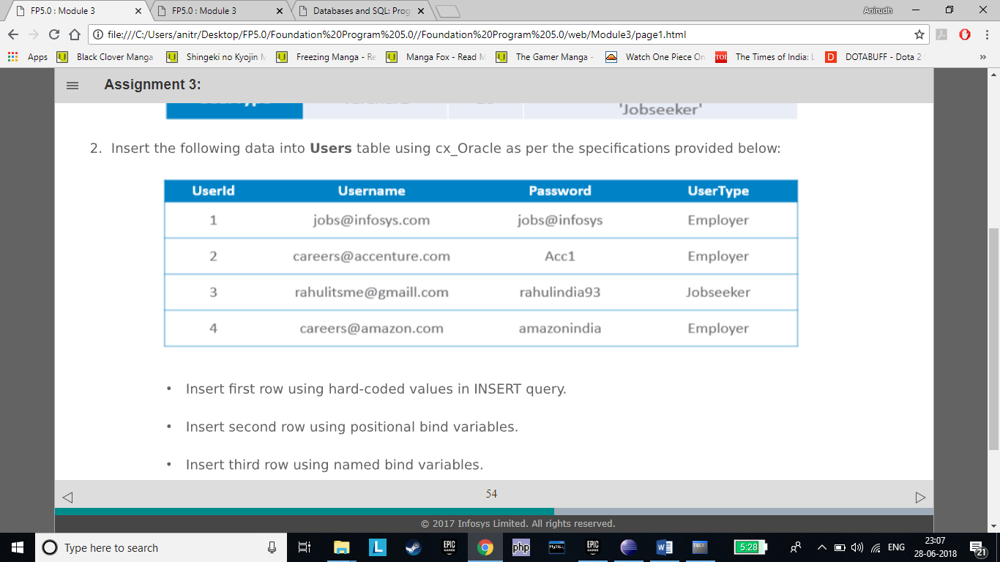 FP5.0 : Module 3
FP5.0 : Module 3
Databases and SQL: Prog
Anirudh
file:///C:/Users/anitr/Desktop/FP5.0/Foundation%20Program%205.0//Foundation%20Program%205.0/web/Module3/page1.html
Apps
Black Clover Manga
Shingeki no Kyojin M
Freezing Manga - Re
Manga Fox - Read M
The Gamer Manga -
Watch One Piece On
TOI The Times of India: L
D DOTABUFF - Dota 2
»
Assignment 3:
'Jobseeker'
2. Insert the following data into Users table using cx_Oracle as per the specifications provided below:
UserId Username Password UserType
1 jobs@infosys.com jobs@infosys Employer
2 careers@accenture.com Acc1 Employer
3 rahulitsme@gmaill.com rahulindia93 Jobseeker
4 careers@amazon.com amazonindia Employer
• Insert first row using hard-coded values in INSERT query.
• Insert second row using positional bind variables.
• Insert third row using named bind variables.
54
© 2017 Infosys Limited. All rights reserved.
Type here to search
L
EPIC GAMES
php
MySQL
EPIC GAMES
5:28
ENG
23:07
28-06-2018
21